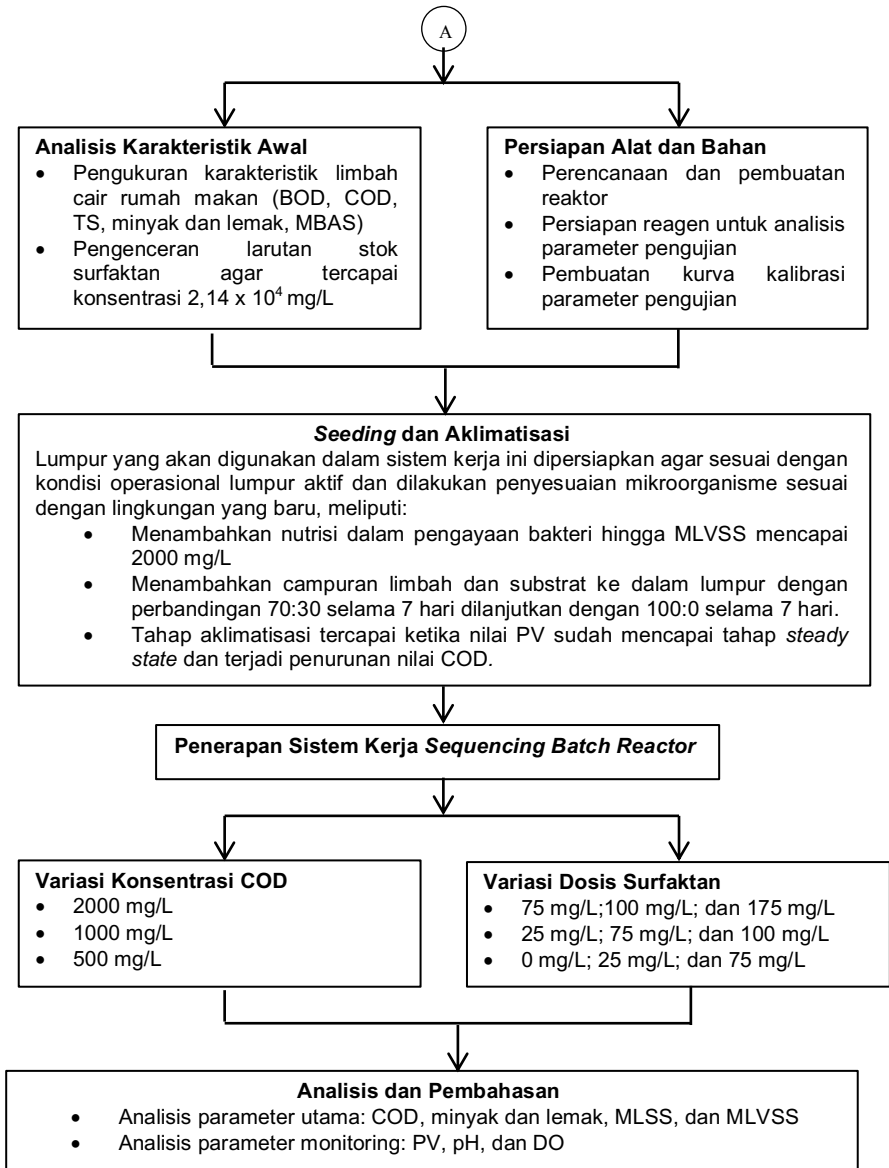 A
Analisis Karakteristik Awal
• Pengukuran karakteristik limbah
cair rumah makan (BOD, COD,
TS, minyak dan lemak, MBAS)
• Pengenceran larutan stok
surfaktan agar tercapai
konsentrasi 2,14 x 10⁴ mg/L
Persiapan Alat dan Bahan
• Perencanaan dan pembuatan
reaktor
• Persiapan reagen untuk analisis
parameter pengujian
• Pembuatan kurva kalibrasi
parameter pengujian
Seeding dan Aklimatisasi
Lumpur yang akan digunakan dalam sistem kerja ini dipersiapkan agar sesuai dengan
kondisi operasional lumpur aktif dan dilakukan penyesuaian mikroorganisme sesuai
dengan lingkungan yang baru, meliputi:
• Menambahkan nutrisi dalam pengayaan bakteri hingga MLVSS mencapai
2000 mg/L
• Menambahkan campuran limbah dan substrat ke dalam lumpur dengan
perbandingan 70:30 selama 7 hari dilanjutkan dengan 100:0 selama 7 hari.
• Tahap aklimatisasi tercapai ketika nilai PV sudah mencapai tahap steady
state dan terjadi penurunan nilai COD.
Penerapan Sistem Kerja Sequencing Batch Reactor
Variasi Konsentrasi COD
• 2000 mg/L
• 1000 mg/L
• 500 mg/L
Variasi Dosis Surfaktan
• 75 mg/L;100 mg/L; dan 175 mg/L
• 25 mg/L; 75 mg/L; dan 100 mg/L
• 0 mg/L; 25 mg/L; dan 75 mg/L
Analisis dan Pembahasan
• Analisis parameter utama: COD, minyak dan lemak, MLSS, dan MLVSS
• Analisis parameter monitoring: PV, pH, dan DO